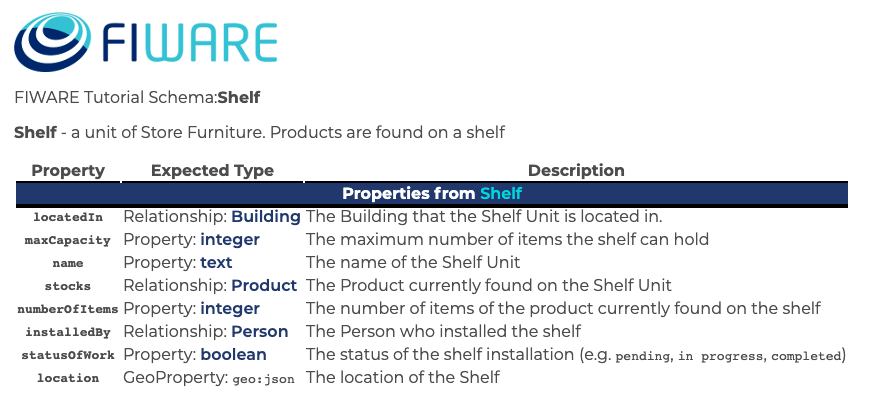 FIWARE
FIWARE Tutorial Schema:Shelf
Shelf - a unit of Store Furniture. Products are found on a shelf
Property Expected Type Description
Properties from Shelf
locatedIn Relationship: Building The Building that the Shelf Unit is located in.
maxCapacity Property: integer The maximum number of items the shelf can hold
name Property: text The name of the Shelf Unit
stocks Relationship: Product The Product currently found on the Shelf Unit
numberOfItems Property: integer The number of items of the product currently found on the shelf
installedBy Relationship: Person The Person who installed the shelf
statusOfWork Property: boolean The status of the shelf installation (e.g. pending, in progress, completed)
location GeoProperty: geo:json The location of the Shelf